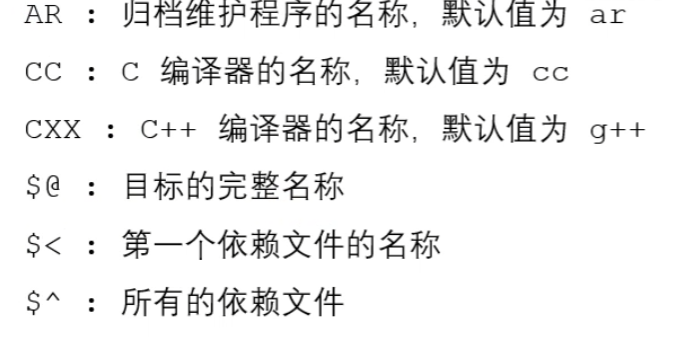 AR : 归档维护程序的名称, 默认值为 ar
CC : C 编译器的名称, 默认值为 cc
CXX : C++ 编译器的名称, 默认值为 g++
$@ : 目标的完整名称
$< : 第一个依赖文件的名称
$^ : 所有的依赖文件